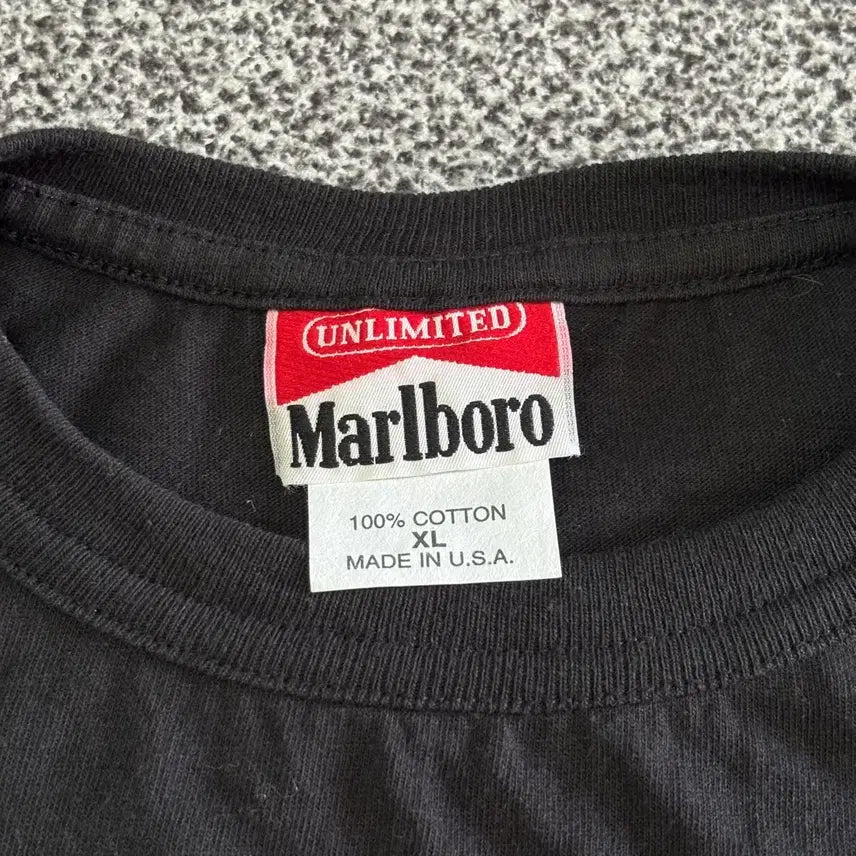 UNLIMITED
Marlboro
100% COTTON
XL
MADE IN U.S.A.